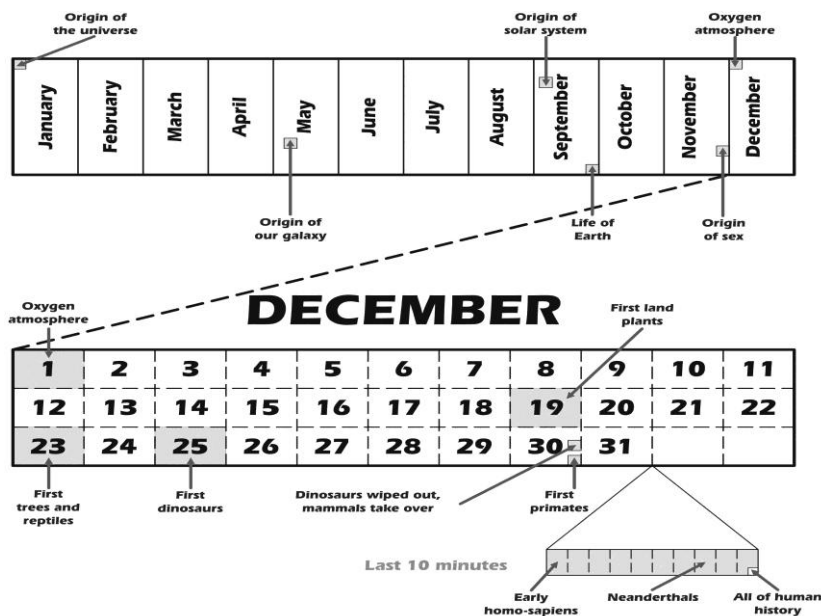 Origin of
the universe
Origin of
solar system
Oxygen
atmosphere
January
February
March
April
May
June
July
August
September
October
November
December
Origin of
our galaxy
Life of
Earth
Origin
of sex
DECEMBER
Oxygen
atmosphere
First land
plants
1 2 3 4 5 6 7 8 9 10 11
12 13 14 15 16 17 18 19 20 21 22
23 24 25 26 27 28 29 30 31
First
trees and
reptiles
First
dinosaurs
Dinosaurs wiped out,
mammals take over
First
primates
Last 10 minutes
Early
homo-sapiens
Neanderthals
All of human
history